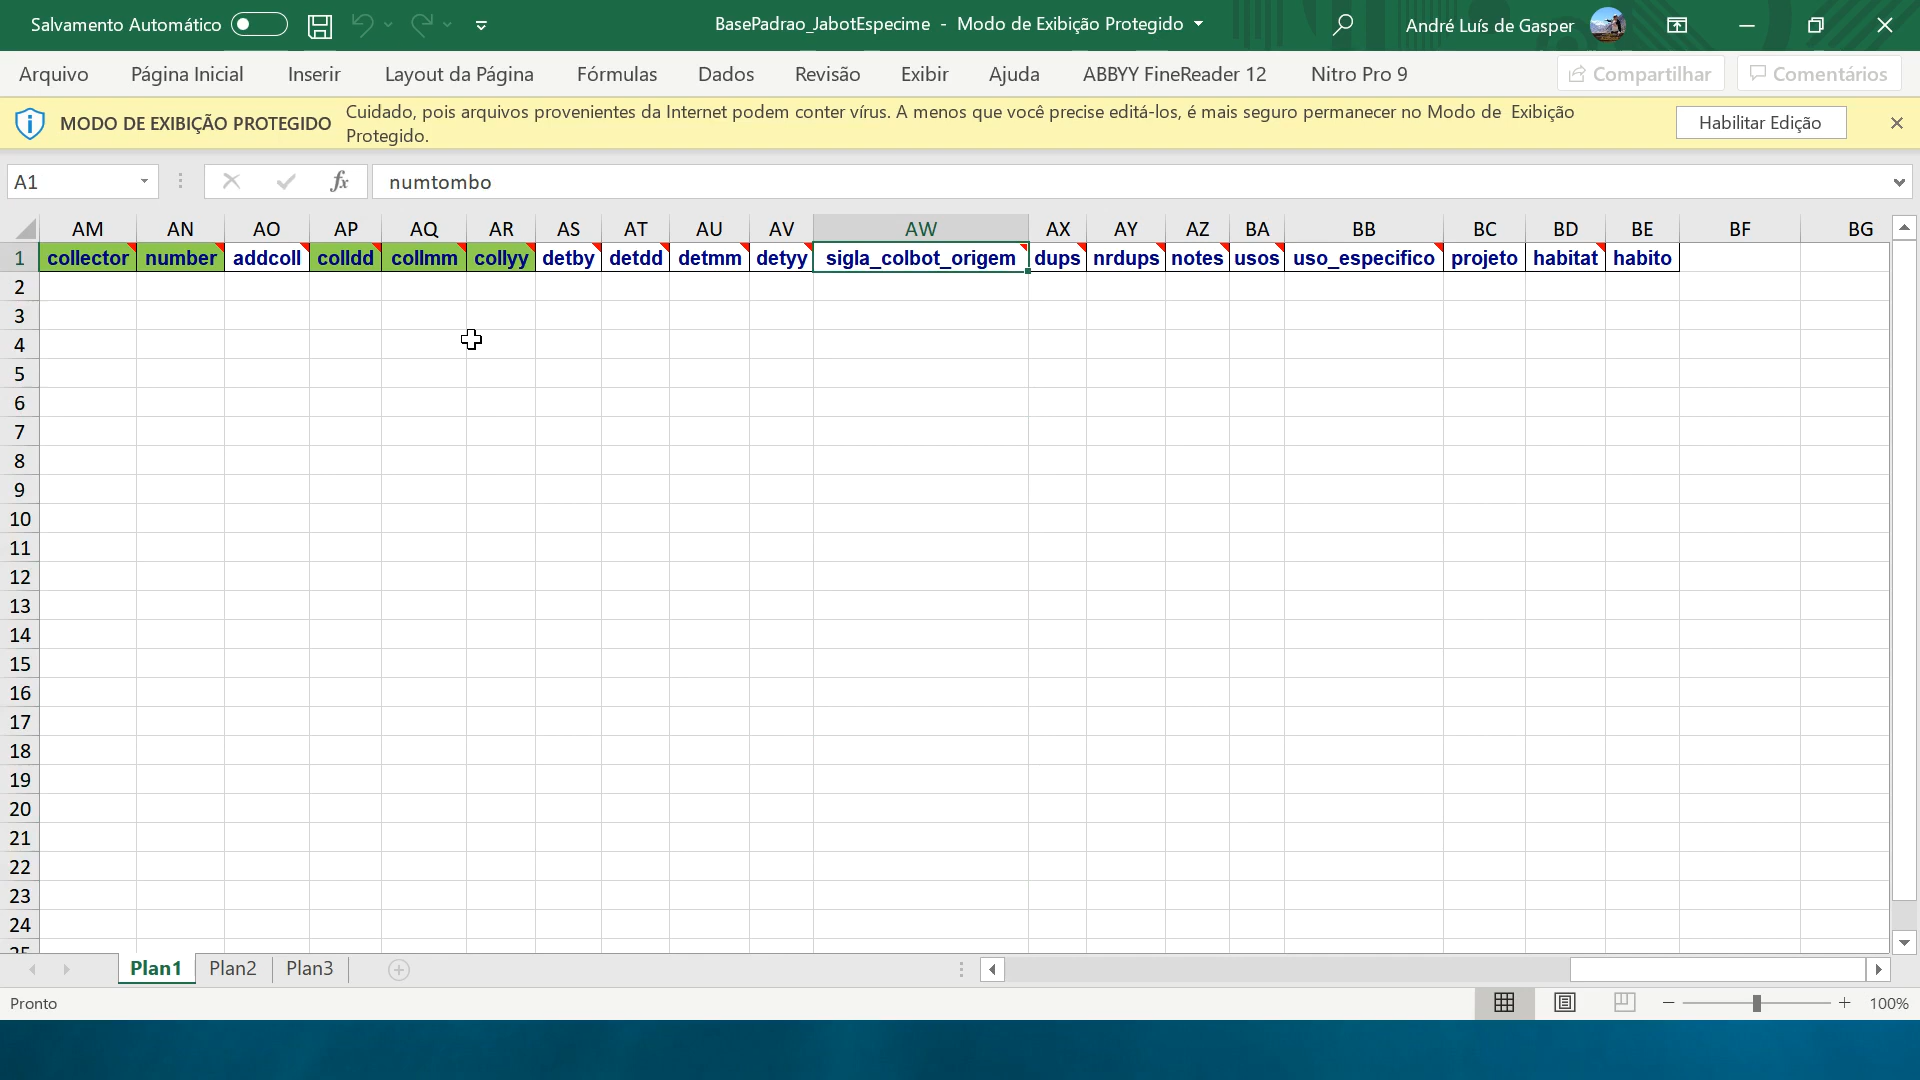 Salvamento Automático
BasePadrao_JabotEspecime - Modo de Exibição Protegido
André Luís de Gasper
Arquivo Página Inicial Inserir Layout da Página Fórmulas Dados Revisão Exibir Ajuda ABBYY FineReader 12 Nitro Pro 9 Compartilhar Comentários
MODO DE EXIBIÇÃO PROTEGIDO
Cuidado, pois arquivos provenientes da Internet podem conter vírus. A menos que você precise editá-los, é mais seguro permanecer no Modo de Exibição
Protegido.
Habilitar Edição
A1 fx numtombo
AM AN AO AP AQ AR AS AT AU AV AW AX AY AZ BA BB BC BD BE BF BG
1 collector number addcoll colldd collmm collyy detby detdd detmm detyy sigla_colbot_origem dups nrdups notes usos uso_especifico projeto habitat habito
2
3
4
5
6
7
8
9
10
11
12
13
14
15
16
17
18
19
20
21
22
23
24
25
Plan1 Plan2 Plan3
Pronto
100%